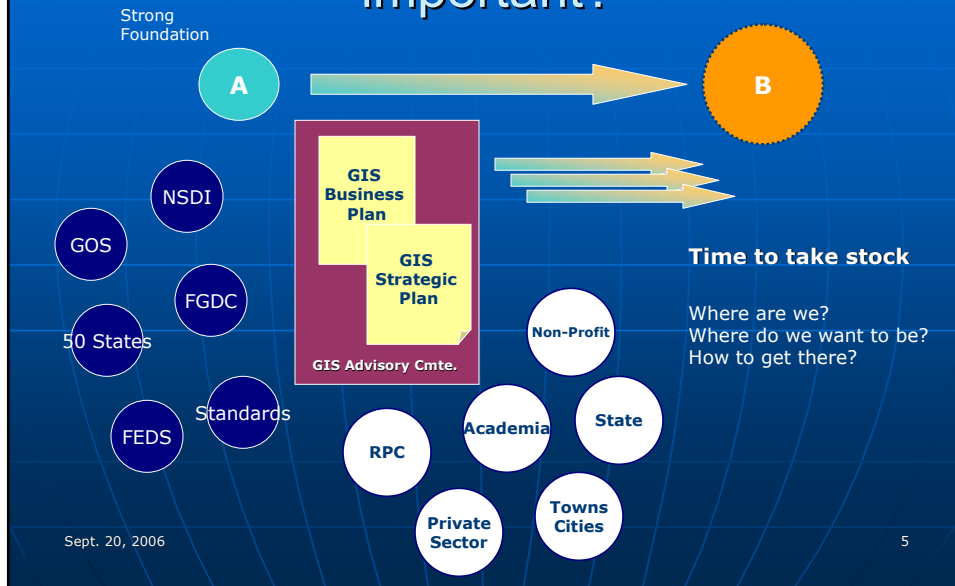 important?
Strong
Foundation
A
B
NSDI
GOS
FGDC
50 States
Standards
FEDS
GIS
Business
Plan
GIS
Strategic
Plan
GIS Advisory Cmte.
Time to take stock
Where are we?
Where do we want to be?
How to get there?
Non-Profit
Academia
State
RPC
Private
Sector
Towns
Cities
Sept. 20, 2006
5